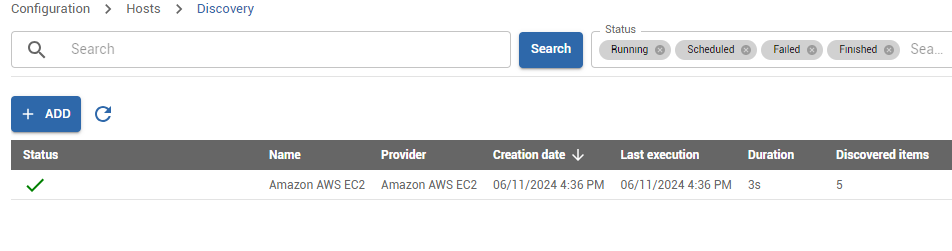 Configuration > Hosts > Discovery
Status
Search Search Running Scheduled Failed Finished Sea...
+ ADD
Status Name Provider Creation date ↓ Last execution Duration Discovered items
Amazon AWS EC2 Amazon AWS EC2 06/11/2024 4:36 PM 06/11/2024 4:36 PM 3s 5